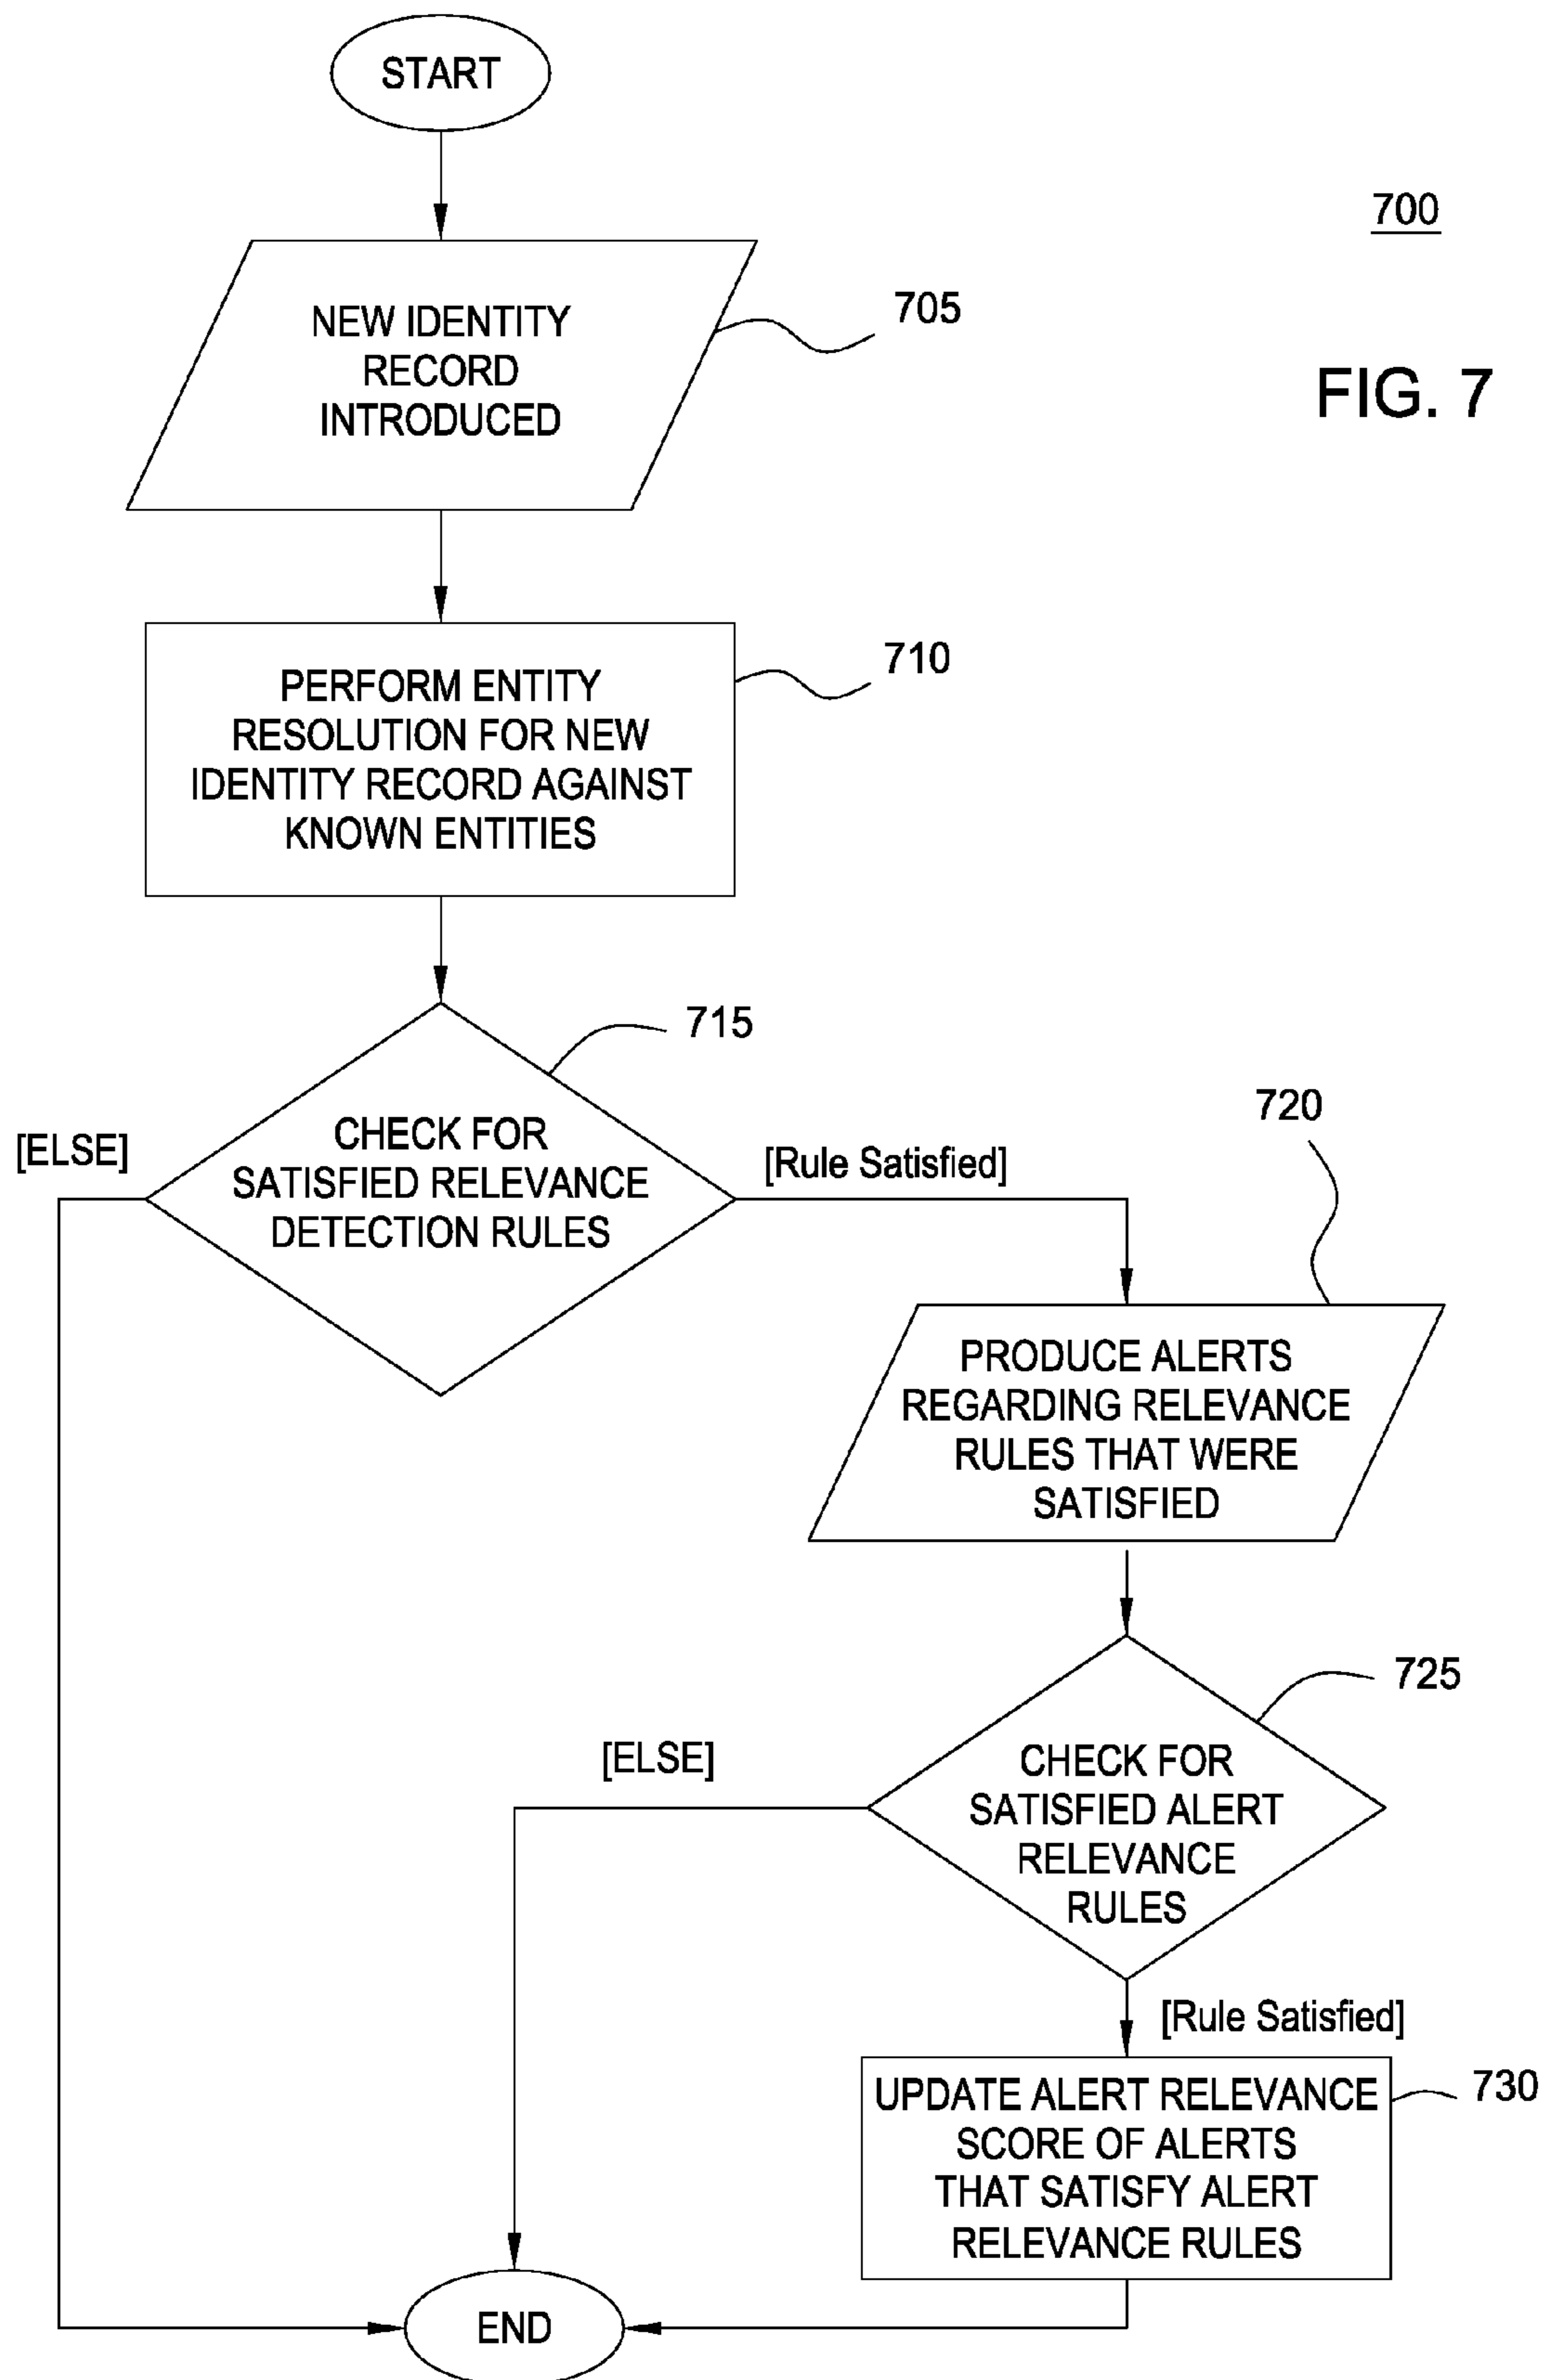 START
700
NEW IDENTITY
RECORD
INTRODUCED
705
FIG. 7
PERFORM ENTITY
RESOLUTION FOR NEW
IDENTITY RECORD AGAINST
KNOWN ENTITIES
710
715
CHECK FOR
SATISFIED RELEVANCE
DETECTION RULES
[ELSE]
[Rule Satisfied]
720
PRODUCE ALERTS
REGARDING RELEVANCE
RULES THAT WERE
SATISFIED
725
[ELSE]
CHECK FOR
SATISFIED ALERT
RELEVANCE
RULES
[Rule Satisfied]
730
UPDATE ALERT RELEVANCE
SCORE OF ALERTS
THAT SATISFY ALERT
RELEVANCE RULES
END